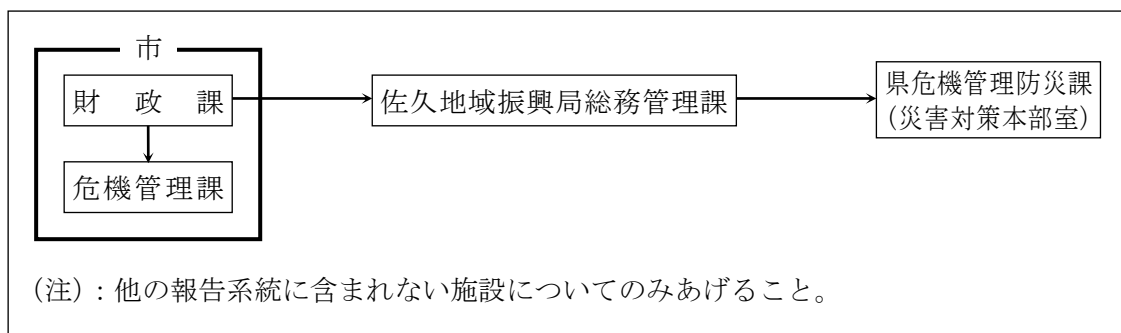 市
財政課
佐久地域振興局総務管理課
県危機管理防災課
(災害対策本部室)
危機管理課
(注)：他の報告系統に含まれない施設についてのみあげること。